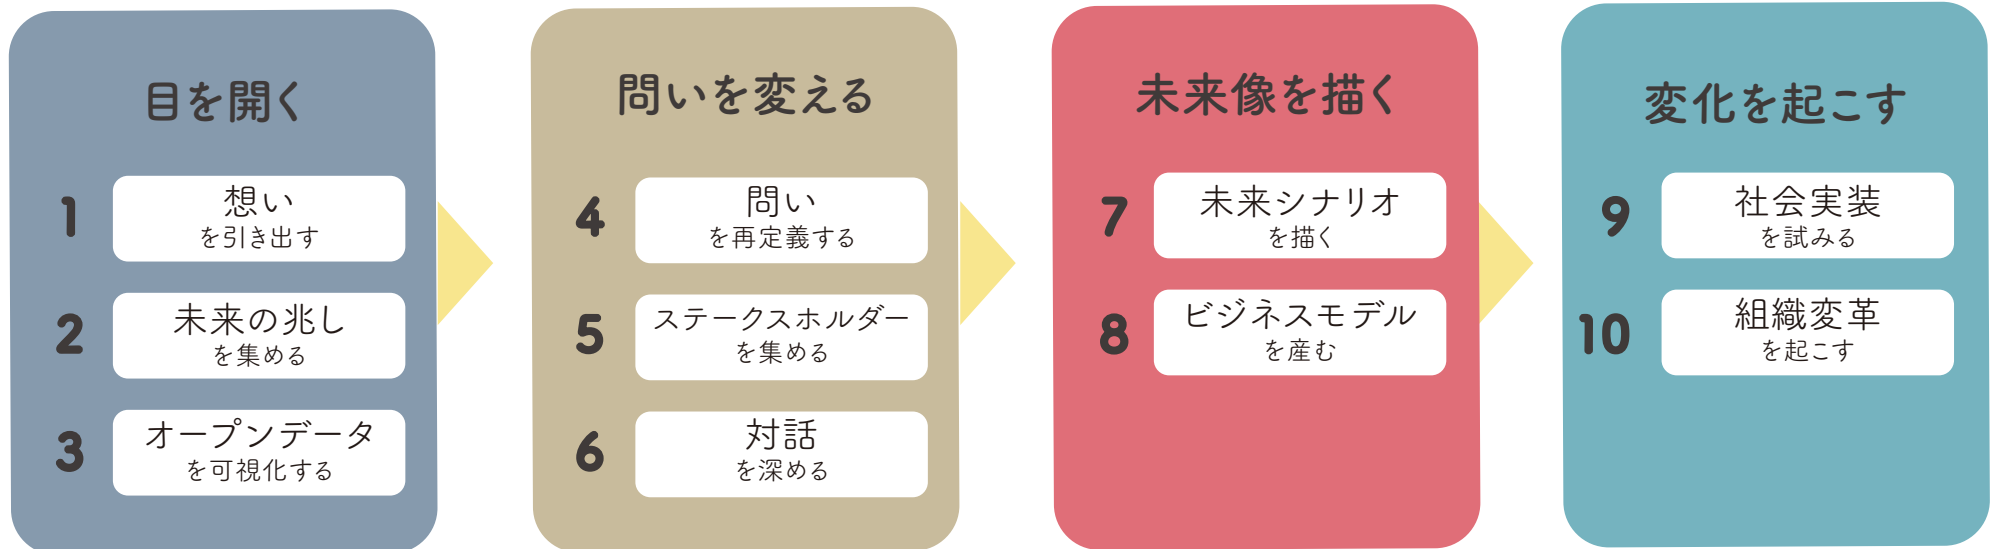 目を開く
1
想い
を引き出す
2
未来の兆し
を集める
3
オープンデータ
を可視化する
問いを変える
4
問い
を再定義する
5
ステークスホルダー
を集める
6
対話
を深める
未来像を描く
7
未来シナリオ
を描く
8
ビジネスモデル
を産む
変化を起こす
9
社会実装
を試みる
10
組織変革
を起こす